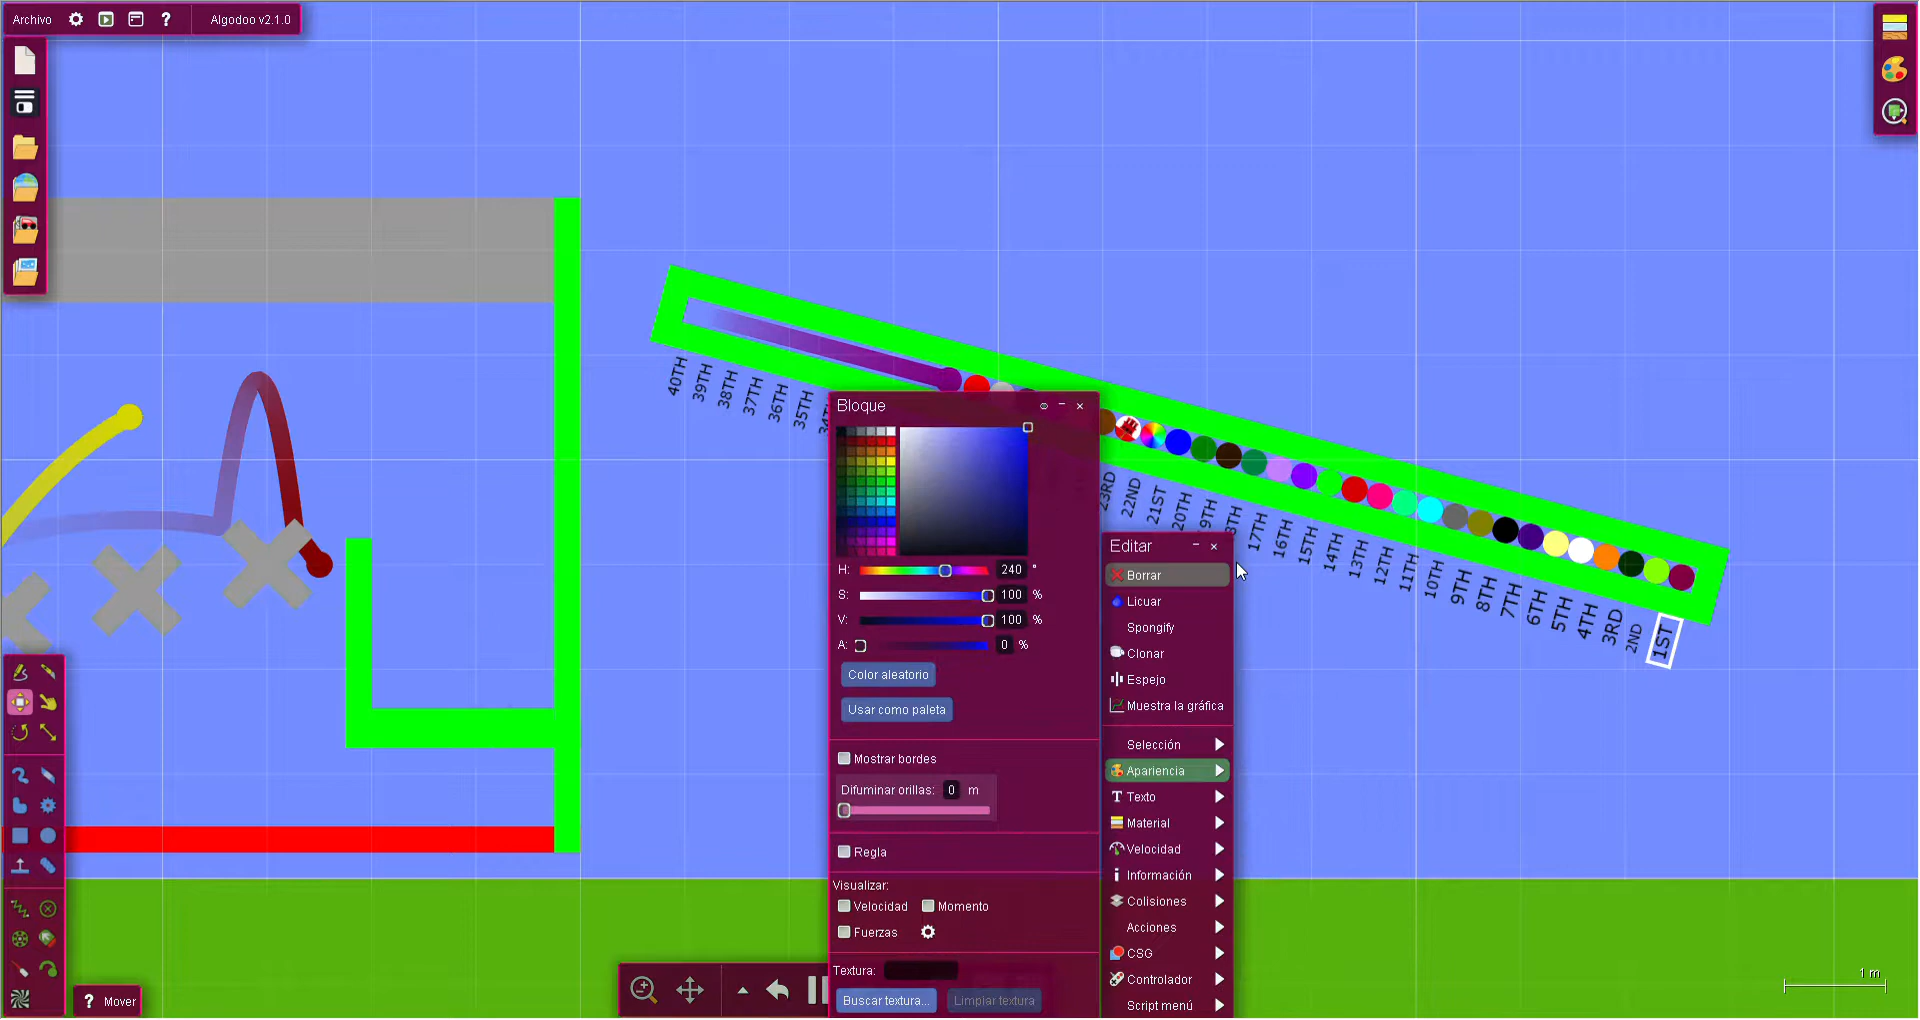 Archivo
?
Algodoo v2.1.0
40TH
39TH
38TH
37TH
36TH
35TH
23RD
22ND
21ST
20TH
17TH
16TH
15TH
14TH
13TH
12TH
11TH
10TH
9TH
8TH
7TH
6TH
5TH
4TH
3RD
2ND
1ST
Bloque
H: 240 °
S: 100 %
V: 100 %
A: 0 %
Color aleatorio
Usar como paleta
Mostrar bordes
Difuminar orillas: 0 m
Regla
Visualizar:
Velocidad Momento
Fuerzas
Textura:
Buscar textura... Limpiar textura
Editar
Borrar
Licuar
Spongify
Clonar
Espejo
Muestra la gráfica
Selección
Apariencia
Texto
Material
Velocidad
Información
Colisiones
Acciones
CSG
Controlador
Script menú
? Mover
1 m